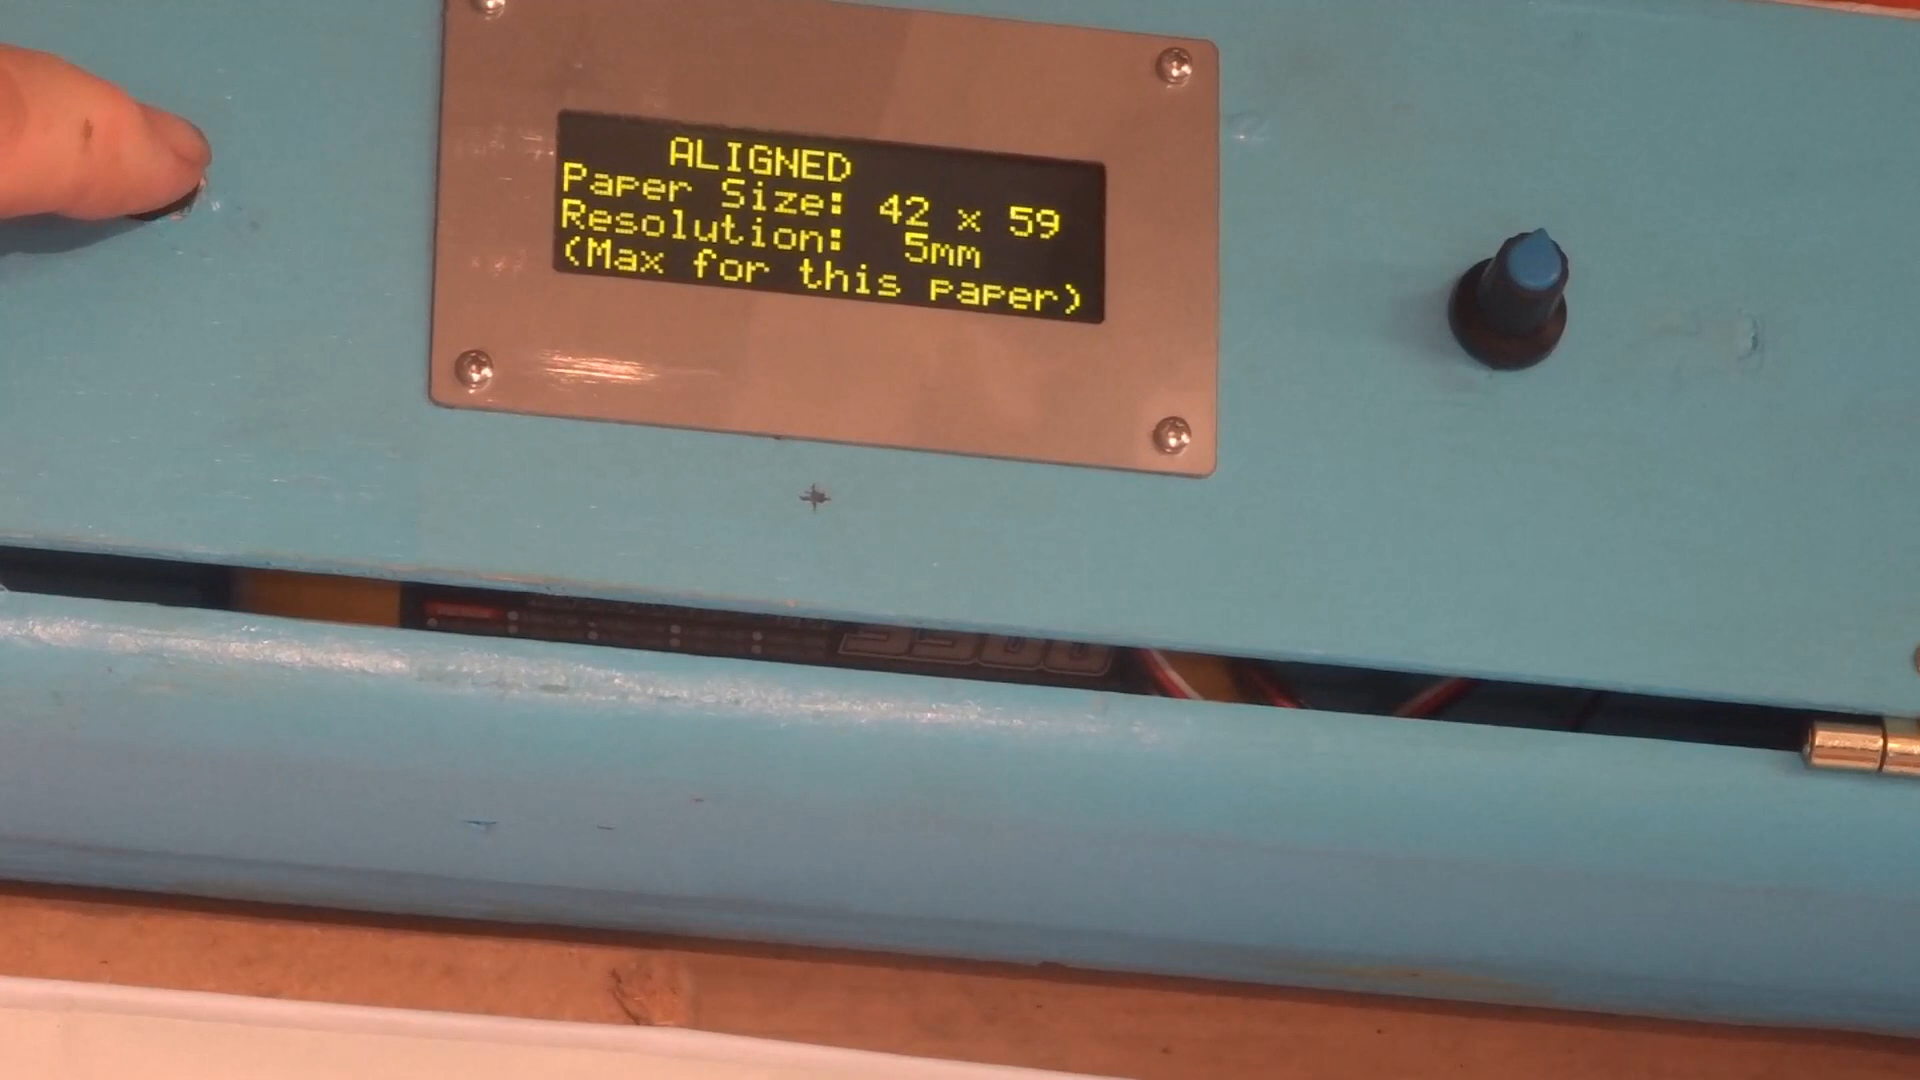 ALIGNED
Paper Size: 42 x 59
Resolution: 5mm
(Max for this paper)